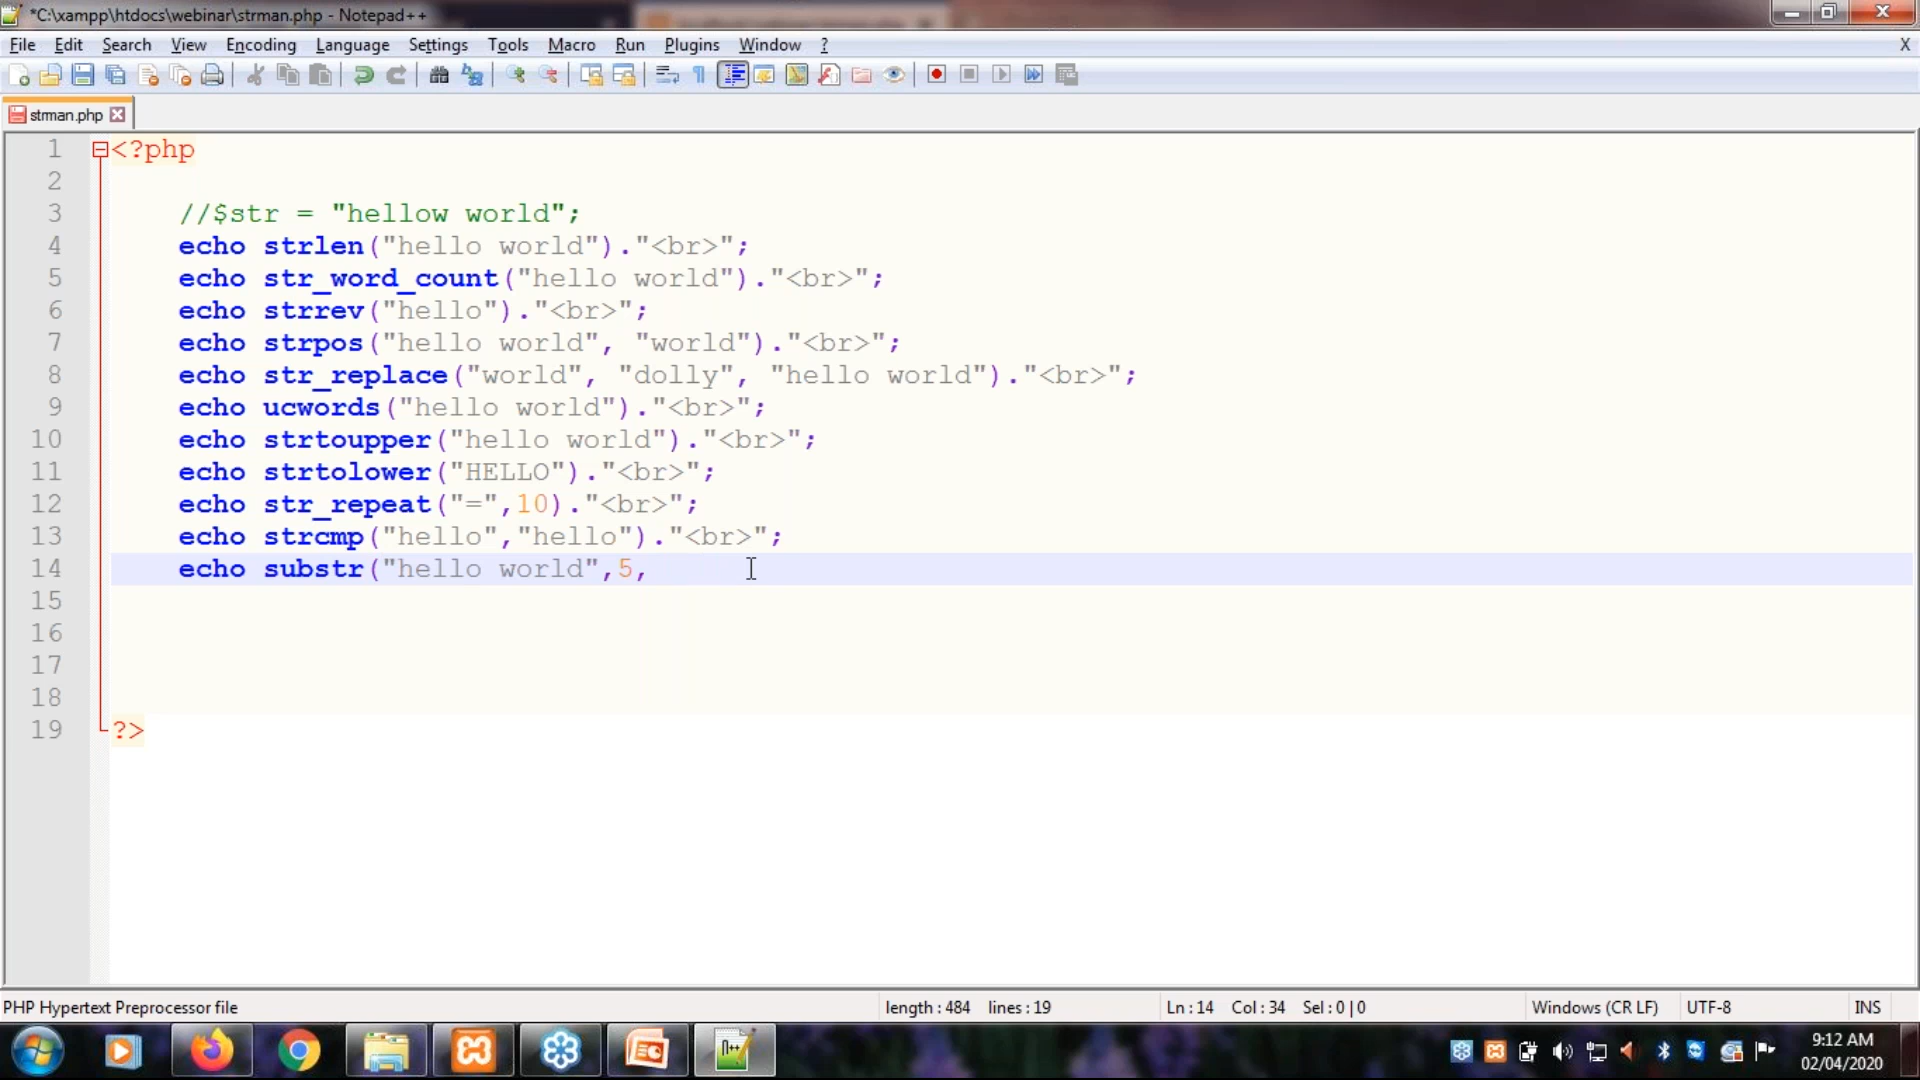 *C:\xampp\htdocs\webinar\strman.php - Notepad++
File Edit Search View Encoding Language Settings Tools Macro Run Plugins Window ? X
strman.php
1 <?php
2
3 //$str = "hellow world";
4 echo strlen("hello world")."<br>";
5 echo str_word_count("hello world")."<br>";
6 echo strrev("hello")."<br>";
7 echo strpos("hello world", "world")."<br>";
8 echo str_replace("world", "dolly", "hello world")."<br>";
9 echo ucwords("hello world")."<br>";
10 echo strtoupper("hello world")."<br>";
11 echo strtolower("HELLO")."<br>";
12 echo str_repeat("=",10)."<br>";
13 echo strcmp("hello","hello")."<br>";
14 echo substr("hello world",5,
15
16
17
18
19 ?>
PHP Hypertext Preprocessor file length : 484 lines : 19 Ln : 14 Col : 34 Sel : 0 | 0 Windows (CR LF) UTF-8 INS
9:12 AM
02/04/2020